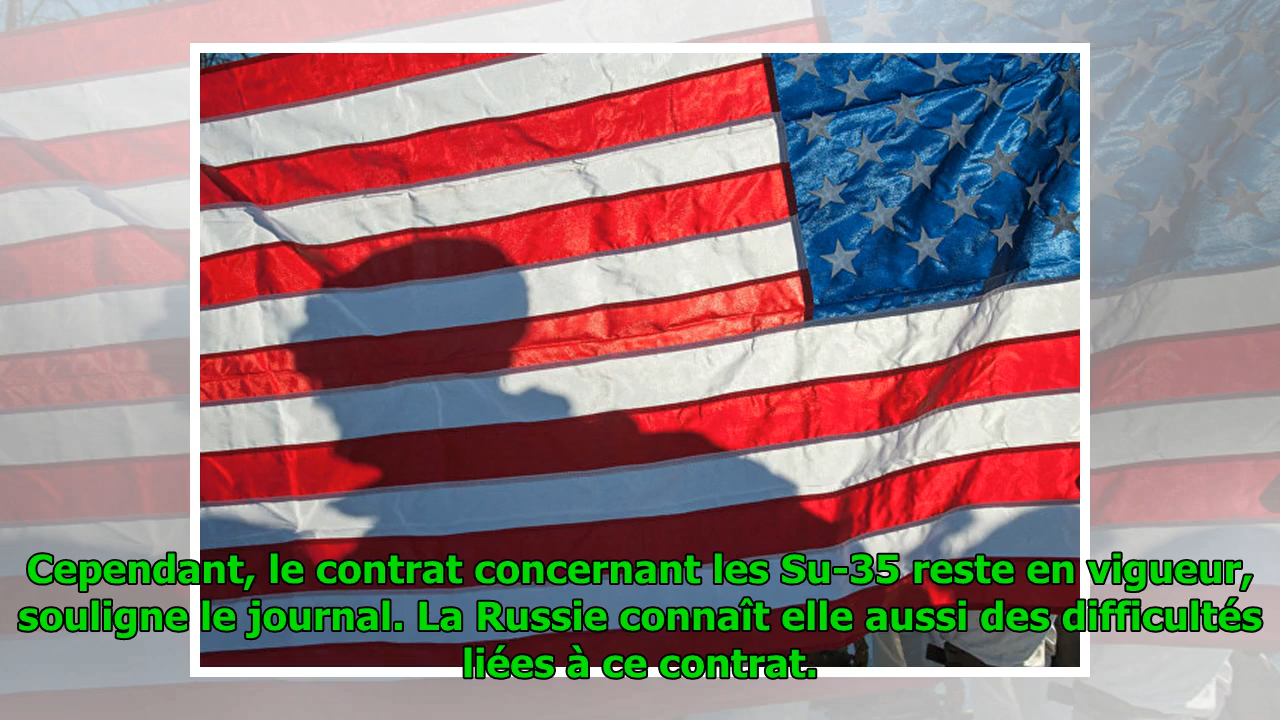 Cependant, le contrat concernant les Su-35 reste en vigueur,
souligne le journal. La Russie connaît elle aussi des difficultés
liées à ce contrat.